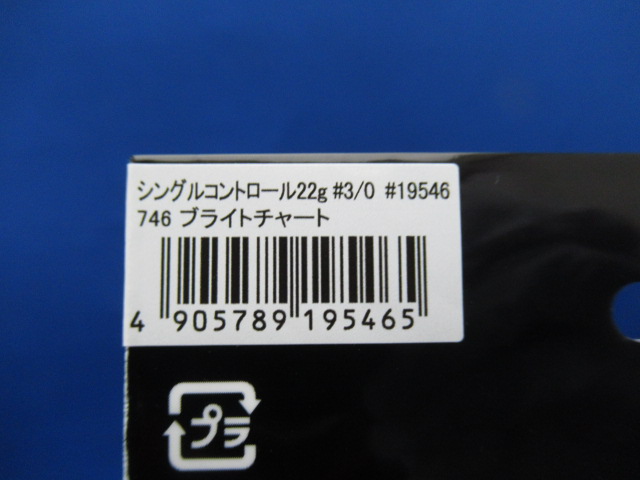 シングルコントロール22g #3/0 #19546
746 ブライトチャート
4 905789 195465
プラ